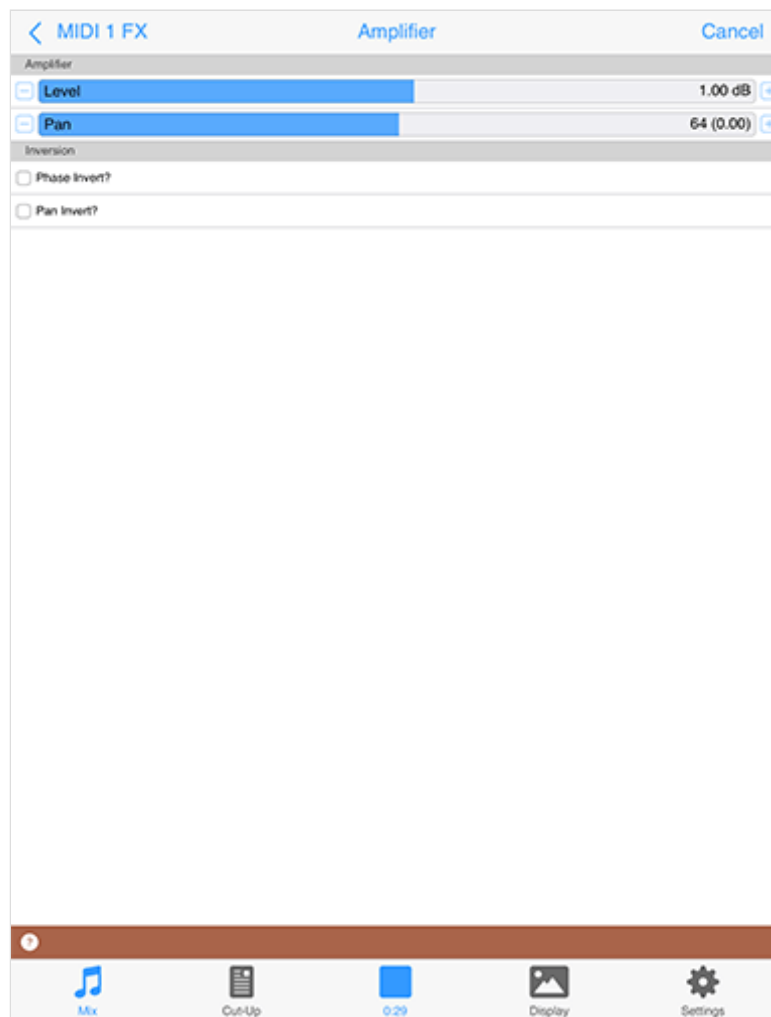 MIDI 1 FX Amplifier Cancel
Amplifier
Level 1.00 dB
Pan 64 (0.00)
Inversion
Phase Invert?
Pan Invert?
?
Mix Cut-Up 0:29 Display Settings